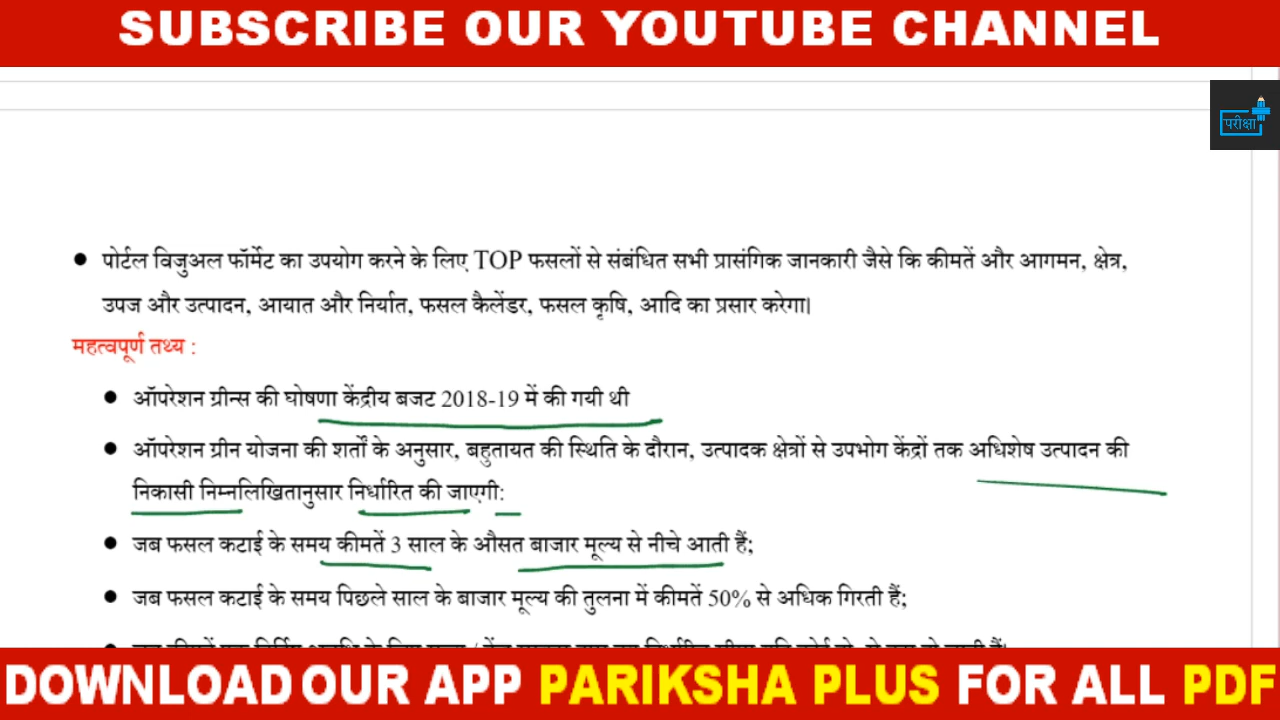 SUBSCRIBE OUR YOUTUBE CHANNEL
परीक्षा
पोर्टल विजुअल फॉर्मेट का उपयोग करने के लिए TOP फसलों से संबंधित सभी प्रासंगिक जानकारी जैसे कि कीमतें और आगमन, क्षेत्र,
उपज और उत्पादन, आयात और निर्यात, फसल कैलेंडर, फसल कृषि, आदि का प्रसार करेगा|
महत्वपूर्ण तथ्य :
ऑपरेशन ग्रीन्स की घोषणा केंद्रीय बजट 2018-19 में की गयी थी
ऑपरेशन ग्रीन योजना की शर्तों के अनुसार, बहुतायत की स्थिति के दौरान, उत्पादक क्षेत्रों से उपभोग केंद्रों तक अधिशेष उत्पादन की
निकासी निम्नलिखितानुसार निर्धारित की जाएगी:
जब फसल कटाई के समय कीमतें 3 साल के औसत बाजार मूल्य से नीचे आती हैं;
जब फसल कटाई के समय पिछले साल के बाजार मूल्य की तुलना में कीमतें 50% से अधिक गिरती हैं;
DOWNLOAD OUR APP PARIKSHA PLUS FOR ALL PDF